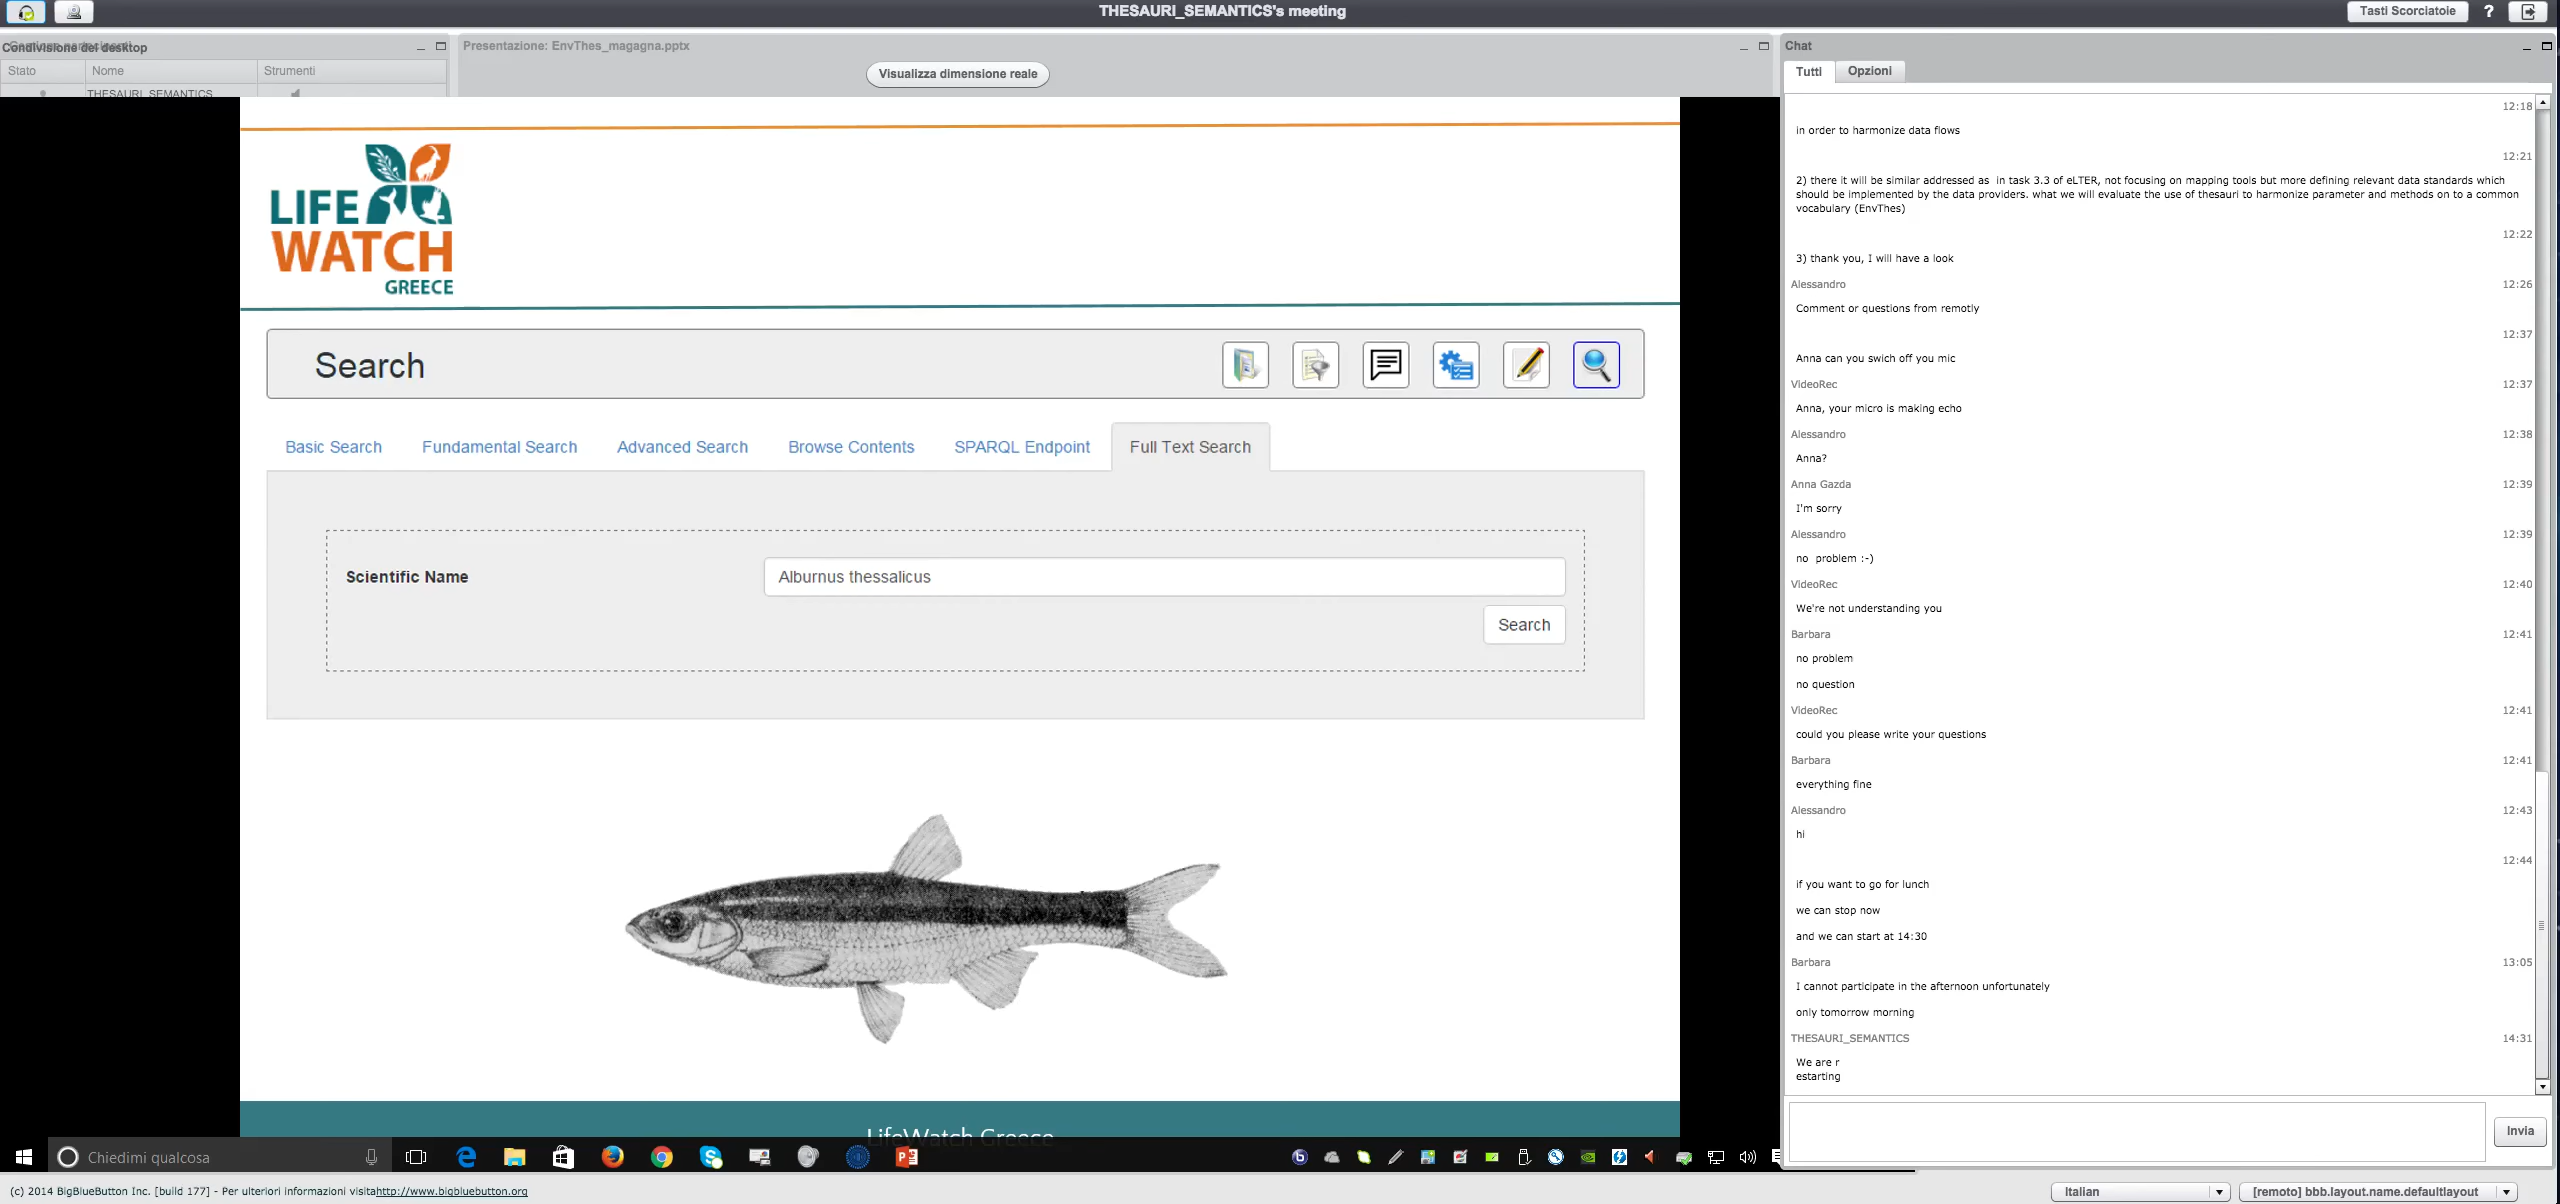 THESAURI_SEMANTICS's meeting
Tasti Scorciatoie
?
Condivisione del desktop
Stato Nome Strumenti
THESAURI_SEMANTICS
Presentazione: EnvThes_magagna.pptx
Visualizza dimensione reale
LIFE
WATCH
GREECE
Search
Basic Search Fundamental Search Advanced Search Browse Contents SPARQL Endpoint Full Text Search
Scientific Name Alburnus thessalicus
Search
LifeWatch Greece
Chiedimi qualcosa
Chat
Tutti Opzioni
12:18
in order to harmonize data flows
12:21
2) there it will be similar addressed as in task 3.3 of eLTER, not focusing on mapping tools but more defining relevant data standards which
should be implemented by the data providers. what we will evaluate the use of thesauri to harmonize parameter and methods on to a common
vocabulary (EnvThes)
12:22
3) thank you, I will have a look
Alessandro 12:26
Comment or questions from remotly
12:37
Anna can you swich off you mic
VideoRec 12:37
Anna, your micro is making echo
Alessandro 12:38
Anna?
Anna Gazda 12:39
I'm sorry
Alessandro 12:39
no problem :-)
VideoRec 12:40
We're not understanding you
Barbara 12:41
no problem
no question
VideoRec 12:41
could you please write your questions
Barbara 12:41
everything fine
Alessandro 12:43
hi
12:44
if you want to go for lunch
we can stop now
and we can start at 14:30
Barbara 13:05
I cannot participate in the afternoon unfortunately
only tomorrow morning
THESAURI_SEMANTICS 14:31
We are r
estarting
Invia
(c) 2014 BigBlueButton Inc. [build 177] - Per ulteriori informazioni visitahttp://www.bigbluebutton.org
Italian
[remoto] bbb.layout.name.defaultlayout